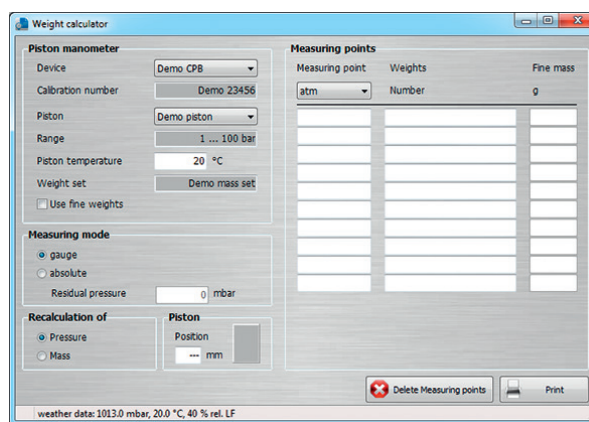 Weight calculator
Piston manometer
Device Demo CPB
Calibration number Demo 23456
Piston Demo piston
Range 1 ... 100 bar
Piston temperature 20 °C
Weight set Demo mass set
Use fine weights
Measuring mode
gauge
absolute
Residual pressure 0 mbar
Recalculation of
Pressure
Mass
Piston
Position
--- mm
Measuring points
Measuring point Weights Fine mass
atm Number g
Delete Measuring points Print
weather data: 1013.0 mbar, 20.0 °C, 40 % rel. LF